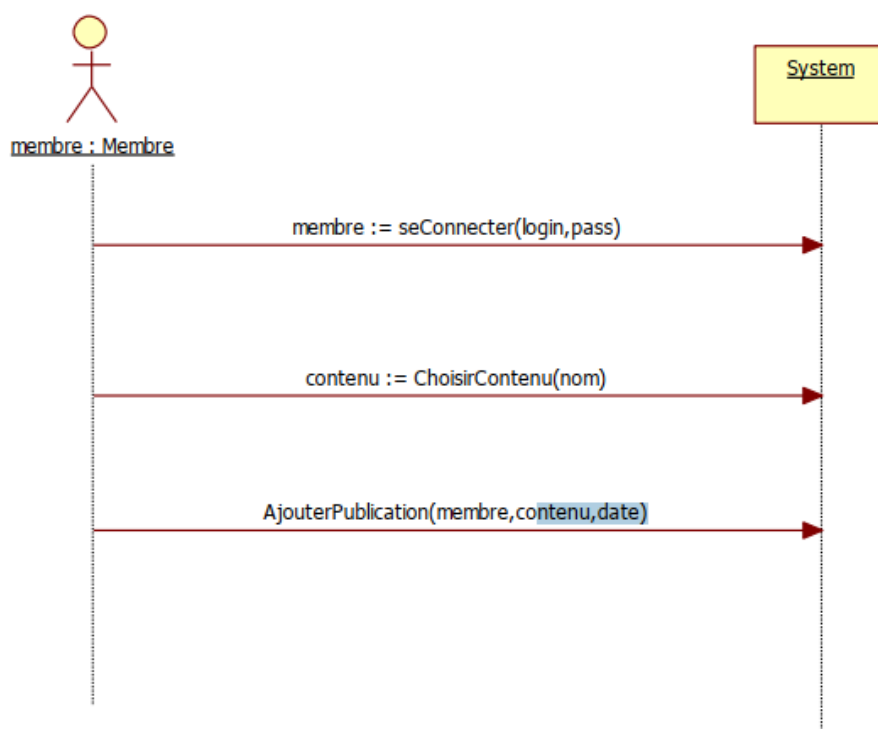 System
membre : Membre
membre := seConnecter(login,pass)
contenu := ChoisirContenu(nom)
AjouterPublication(membre,contenu,date)